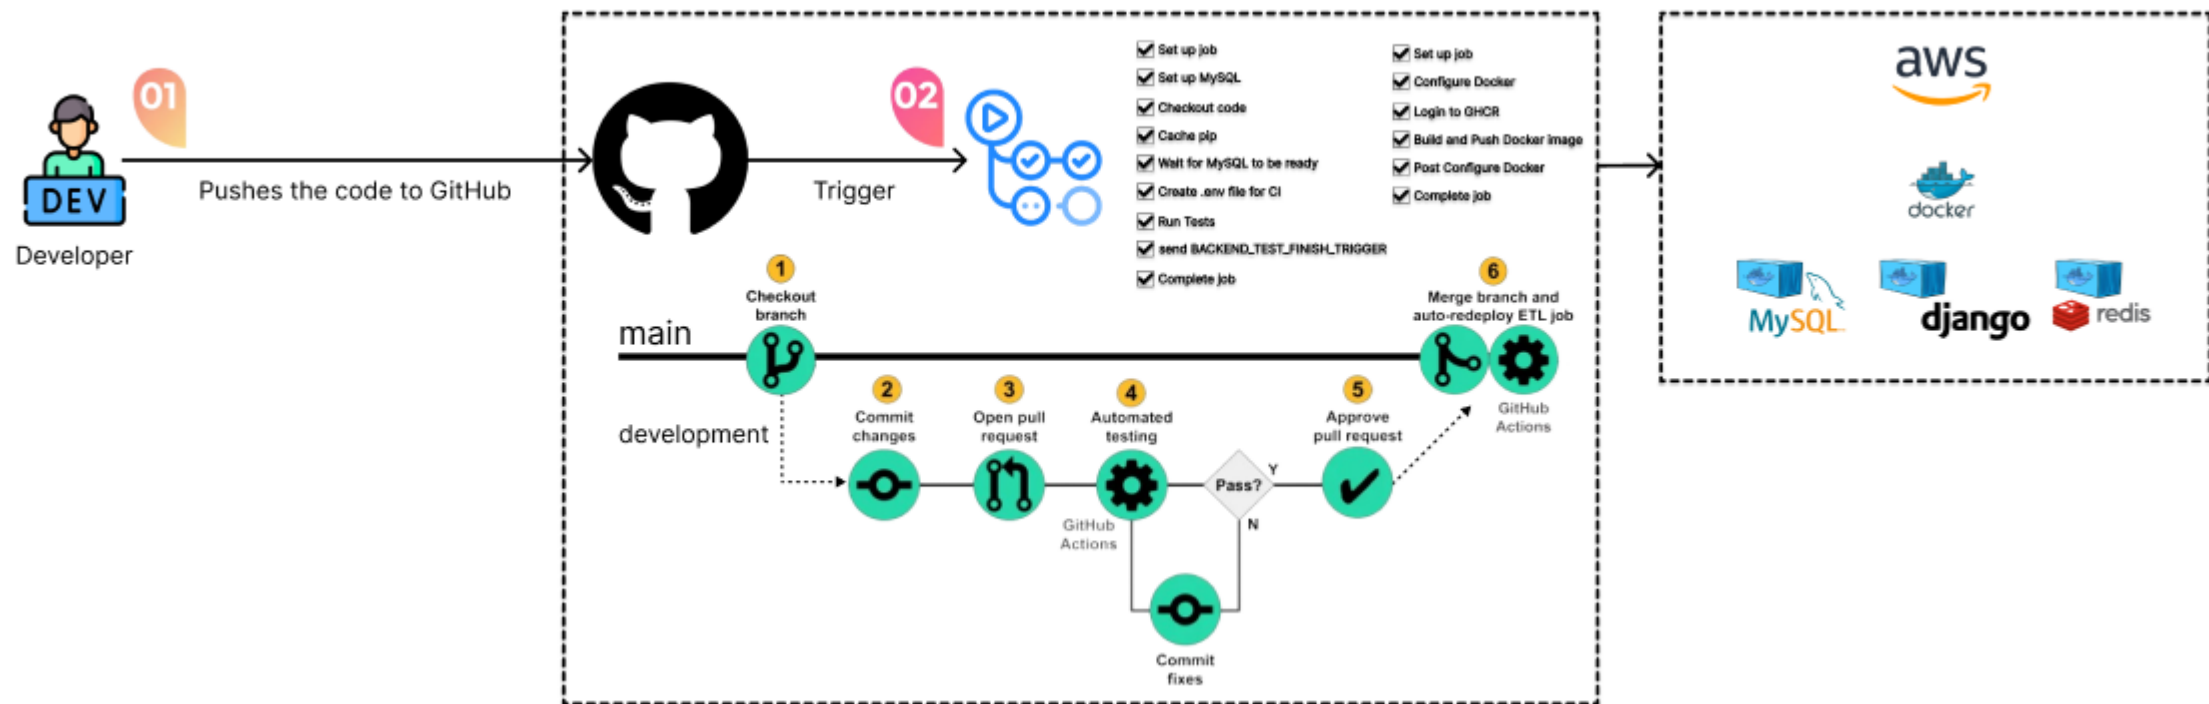 01
DEV
Developer
Pushes the code to GitHub
02
Trigger
Set up job
Set up MySQL
Checkout code
Cache pip
Wait for MySQL to be ready
Create .env file for CI
Run Tests
send BACKEND_TEST_FINISH_TRIGGER
Complete job
Set up job
Configure Docker
Login to GHCR
Build and Push Docker image
Post Configure Docker
Complete job
1
Checkout
branch
main
development
2
Commit
changes
3
Open pull
request
4
Automated
testing
GitHub
Actions
Pass?
Y
N
Commit
fixes
5
Approve
pull request
6
Merge branch and
auto-redeploy ETL job
GitHub
Actions
aws
docker
MySQL
django
redis